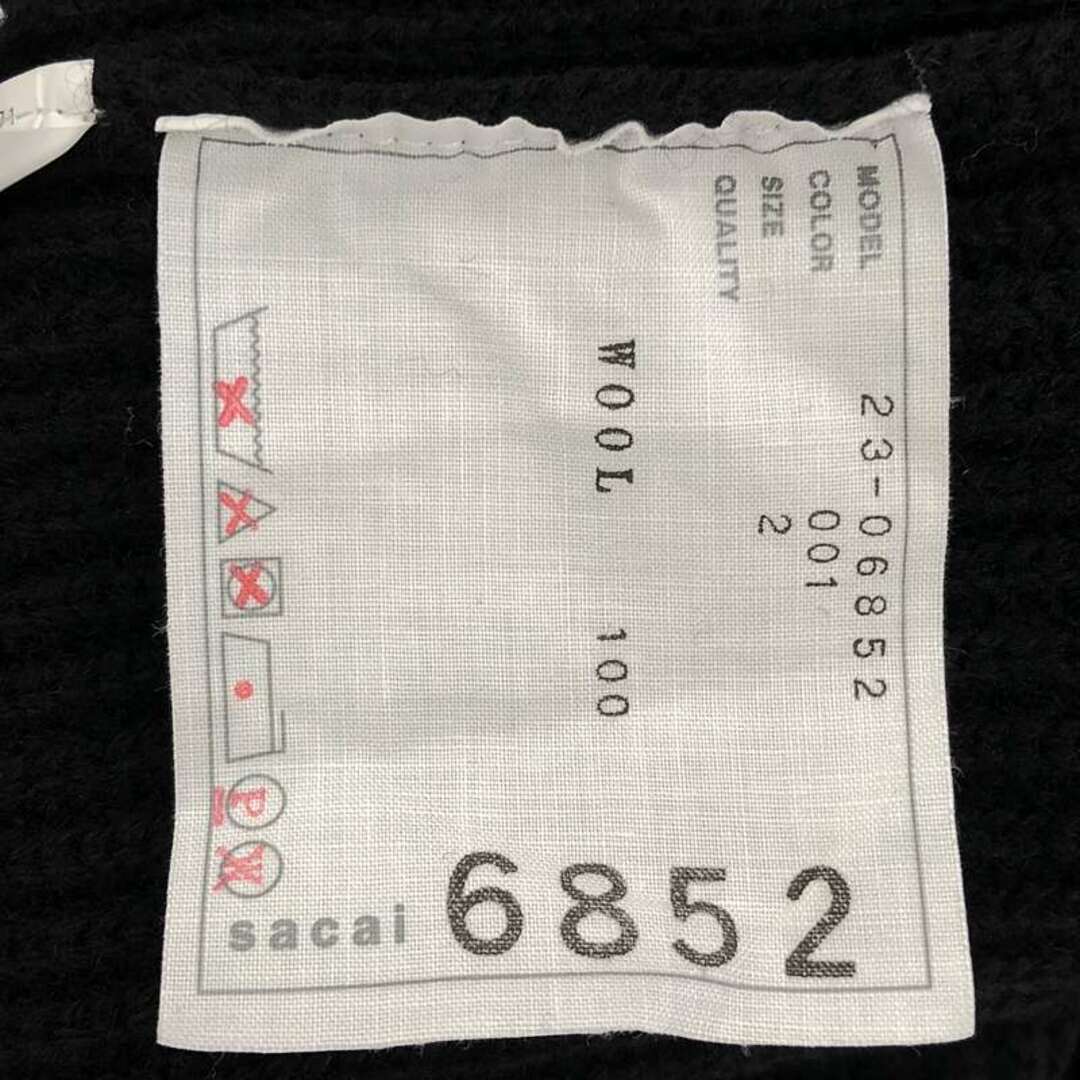 MODEL 23-06852
COLOR 001
SIZE 2
QUALITY
WOOL 100
P
W
sacai 6852